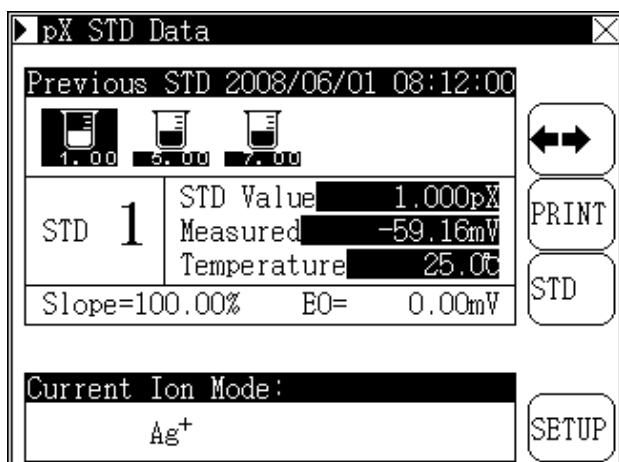 pX STD Data
Previous STD 2008/06/01 08:12:00
1.00 5.00 7.00
STD 1
STD Value 1.000pX
Measured -59.16mV
Temperature 25.0℃
Slope=100.00% E0= 0.00mV
PRINT
STD
Current Ion Mode:
Ag⁺
SETUP